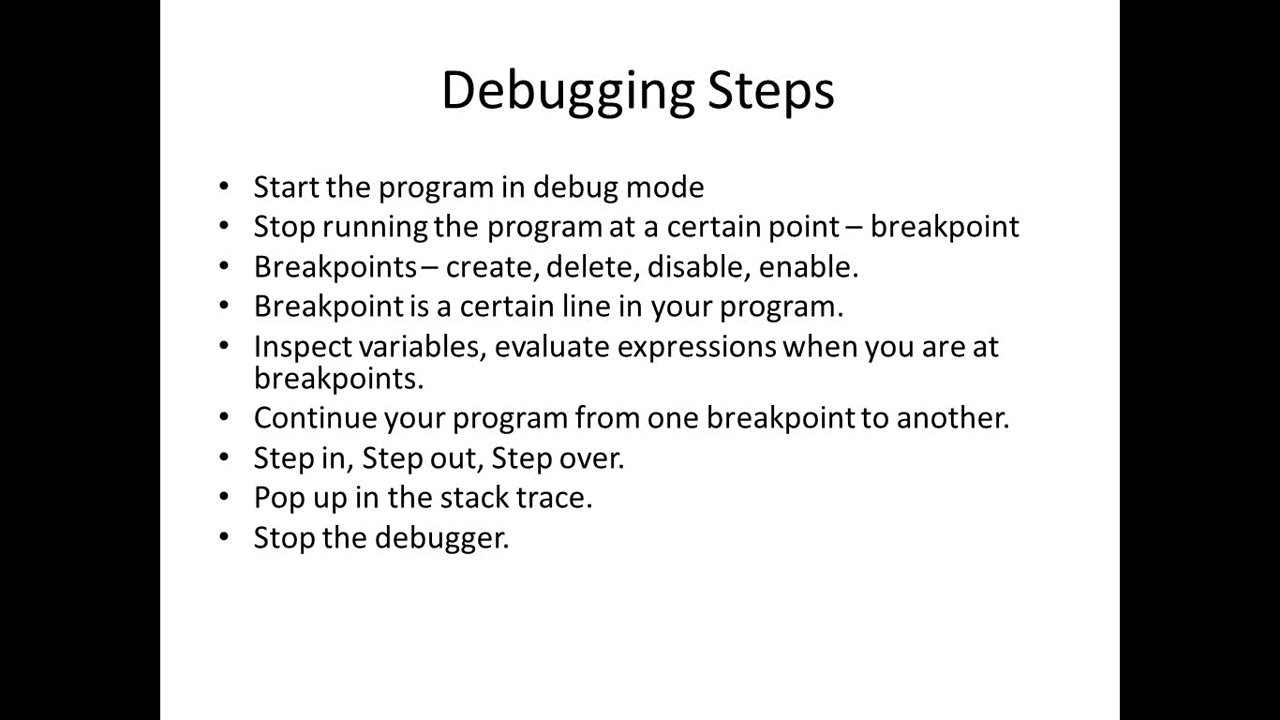 Debugging Steps
• Start the program in debug mode
• Stop running the program at a certain point – breakpoint
• Breakpoints – create, delete, disable, enable.
• Breakpoint is a certain line in your program.
• Inspect variables, evaluate expressions when you are at
breakpoints.
• Continue your program from one breakpoint to another.
• Step in, Step out, Step over.
• Pop up in the stack trace.
• Stop the debugger.